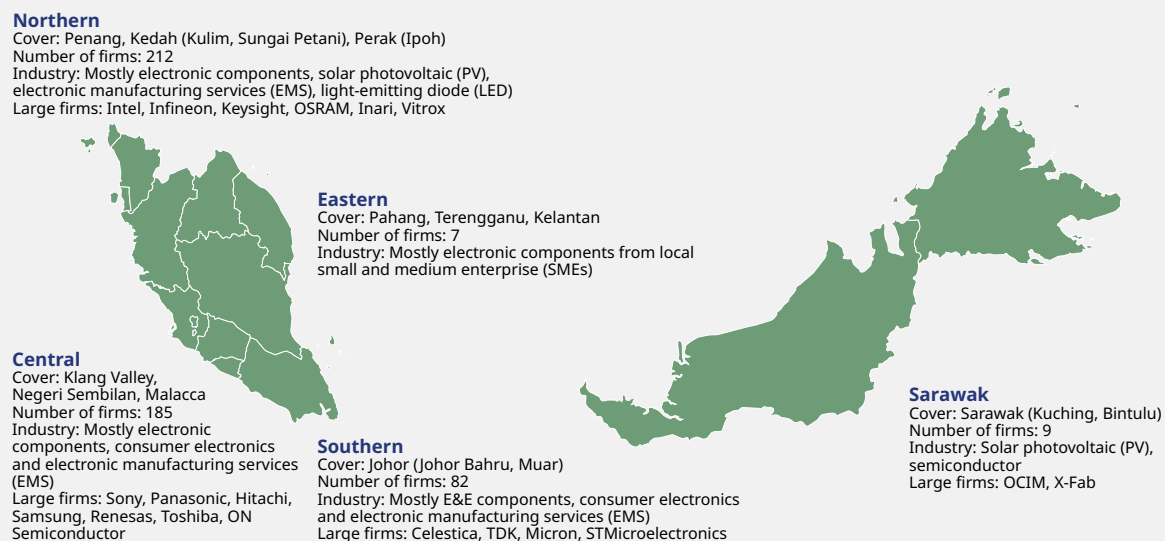 Northern
Cover: Penang, Kedah (Kulim, Sungai Petani), Perak (Ipoh)
Number of firms: 212
Industry: Mostly electronic components, solar photovoltaic (PV),
electronic manufacturing services (EMS), light-emitting diode (LED)
Large firms: Intel, Infineon, Keysight, OSRAM, Inari, Vitrox
Eastern
Cover: Pahang, Terengganu, Kelantan
Number of firms: 7
Industry: Mostly electronic components from local
small and medium enterprise (SMEs)
Central
Cover: Klang Valley,
Negeri Sembilan, Malacca
Number of firms: 185
Industry: Mostly electronic
components, consumer electronics
and electronic manufacturing services
(EMS)
Large firms: Sony, Panasonic, Hitachi,
Samsung, Renesas, Toshiba, ON
Semiconductor
Southern
Cover: Johor (Johor Bahru, Muar)
Number of firms: 82
Industry: Mostly E&E components, consumer electronics
and electronic manufacturing services (EMS)
Large firms: Celestica, TDK, Micron, STMicroelectronics
Sarawak
Cover: Sarawak (Kuching, Bintulu)
Number of firms: 9
Industry: Solar photovoltaic (PV),
semiconductor
Large firms: OCIM, X-Fab